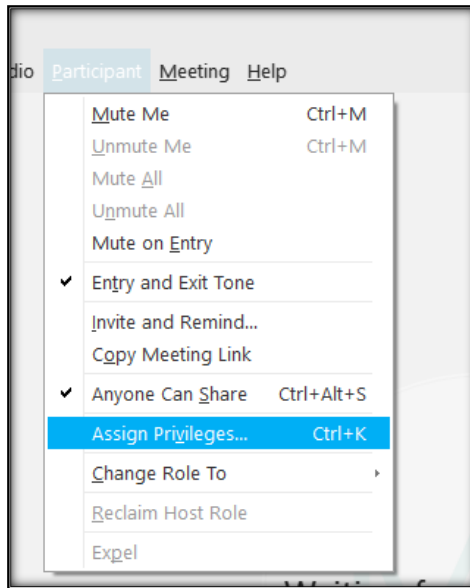 dio Participant Meeting Help
Mute Me Ctrl+M
Unmute Me Ctrl+M
Mute All
Unmute All
Mute on Entry
Entry and Exit Tone
Invite and Remind...
Copy Meeting Link
Anyone Can Share Ctrl+Alt+S
Assign Privileges... Ctrl+K
Change Role To
Reclaim Host Role
Expel